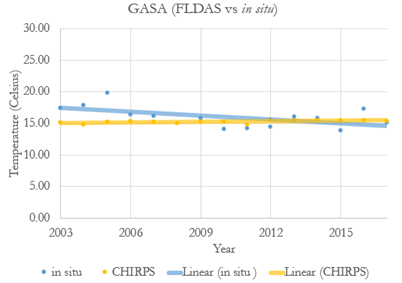 GASA (FLDAS vs in situ)
30.00
25.00
20.00
15.00
10.00
5.00
0.00
Temperature (Celsius)
2003 2006 2009 2012 2015
Year
in situ CHIRPS Linear (in situ ) Linear (CHIRPS)